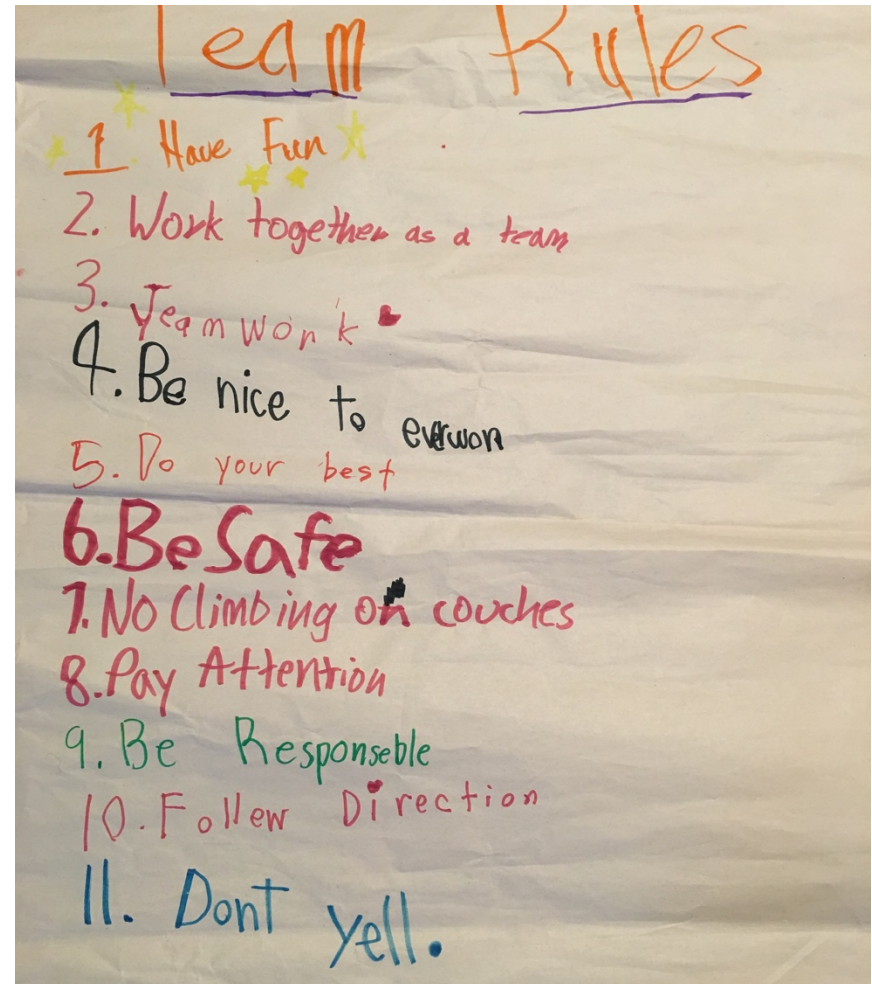 Team Rules
1. Have Fun
2. Work together as a team
3. Teamwork
4. Be nice to everwon
5. Do your best
6. Be Safe
7. No Climbing on couches
8. Pay Attention
9. Be Responseble
10. Follew Direction
11. Dont yell.